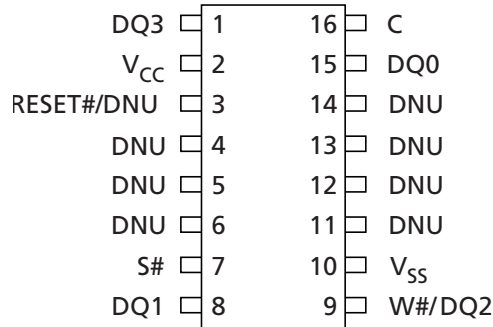 DQ3 1 16 C
VCC 2 15 DQ0
RESET#/DNU 3 14 DNU
DNU 4 13 DNU
DNU 5 12 DNU
DNU 6 11 DNU
S# 7 10 VSS
DQ1 8 9 W#/DQ2